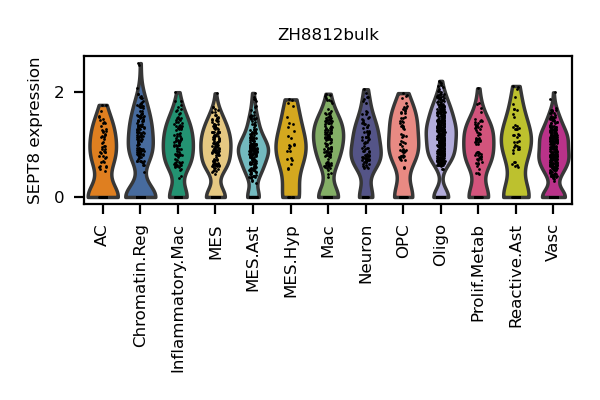 ZH8812bulk
SEPT8 expression
2
0
AC
Chromatin.Reg
Inflammatory.Mac
MES
MES.Ast
MES.Hyp
Mac
Neuron
OPC
Oligo
Prolif.Metab
Reactive.Ast
Vasc